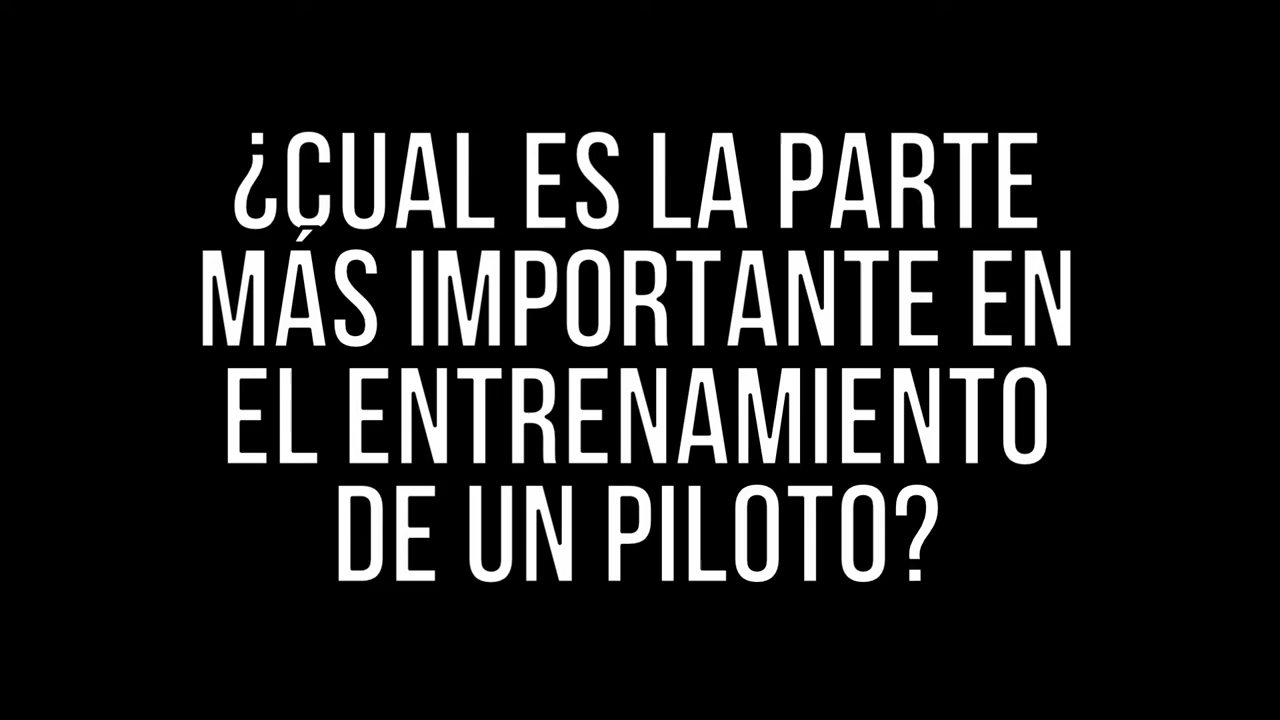 ¿CUAL ES LA PARTE
MÁS IMPORTANTE EN
EL ENTRENAMIENTO
DE UN PILOTO?